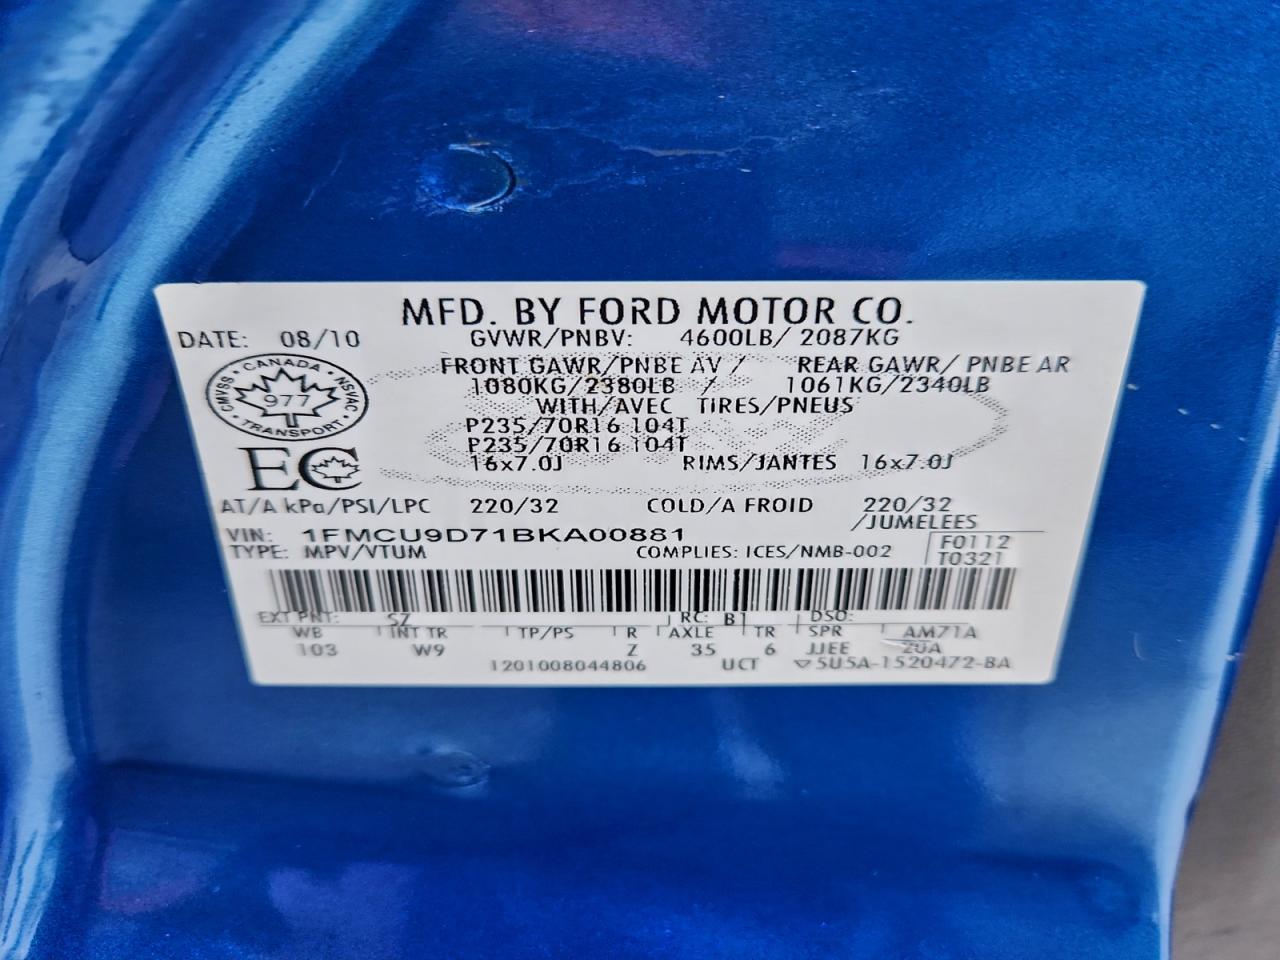 MFD. BY FORD MOTOR CO.
DATE: 08/10 GVWR/PNBV: 4600LB/ 2087KG
FRONT GAWR/PNBE AV / REAR GAWR/ PNBE AR
1080KG/2380LB / 1061KG/2340LB
WITH/AVEC TIRES/PNEUS
P235/70R16 104T
P235/70R16 104T
16x7.0J RIMS/JANTES 16x7.0J
CANADA
CMVSS 977 NSVAC
TRANSPORT
EC
AT/A kPa/PSI/LPC 220/32 COLD/A FROID 220/32
/JUMELEES
VIN: 1FMCU9D71BKA00881
TYPE: MPV/VTUM COMPLIES: ICES/NMB-002
F0112
T0321
EXT PNT: SZ RC: B1 DSO:
WB INT TR TP/PS R AXLE TR SPR AM71A
103 W9 Z 35 6 JJEE 20A
1201008044806 UCT ▽5U5A-1520472-BA